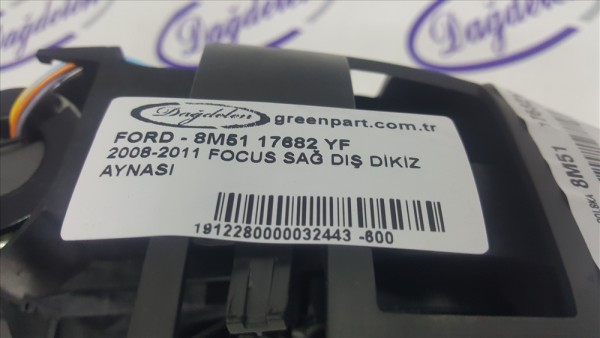 Dağdelen
Dağdelen greenpart.com.tr
FORD - 8M51 17682 YF
2008-2011 FOCUS SAĞ DIŞ DİKİZ
AYNASI
1912280000032443 -600
8M51